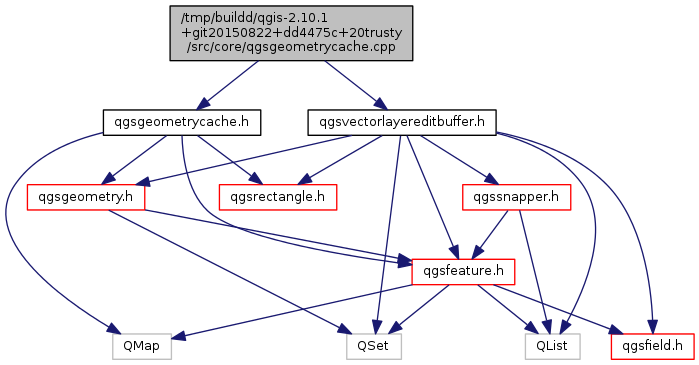 /tmp/buildd/qgis-2.10.1
+git20150822+dd4475c+20trusty
/src/core/qgsgeometrycache.cpp
qgsgeometrycache.h
qgsvectorlayereditbuffer.h
qgsgeometry.h
qgsrectangle.h
qgssnapper.h
qgsfeature.h
QMap
QSet
QList
qgsfield.h